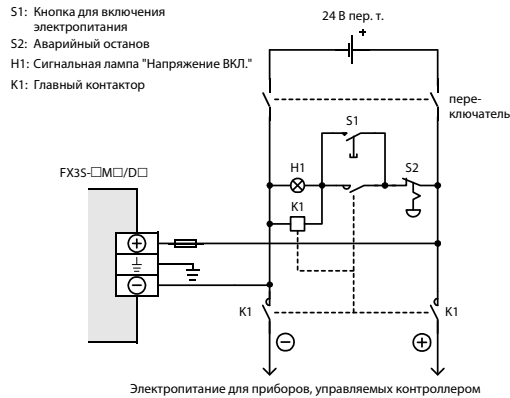 S1: Кнопка для включения
электропитания
S2: Аварийный останов
H1: Сигнальная лампа "Напряжение ВКЛ."
K1: Главный контактор
24 В пер. т.
+
пере-
ключатель
S1
FX3S-□M□/D□
H1
S2
K1
+
−
K1
K1
−
+
Электропитание для приборов, управляемых контроллером